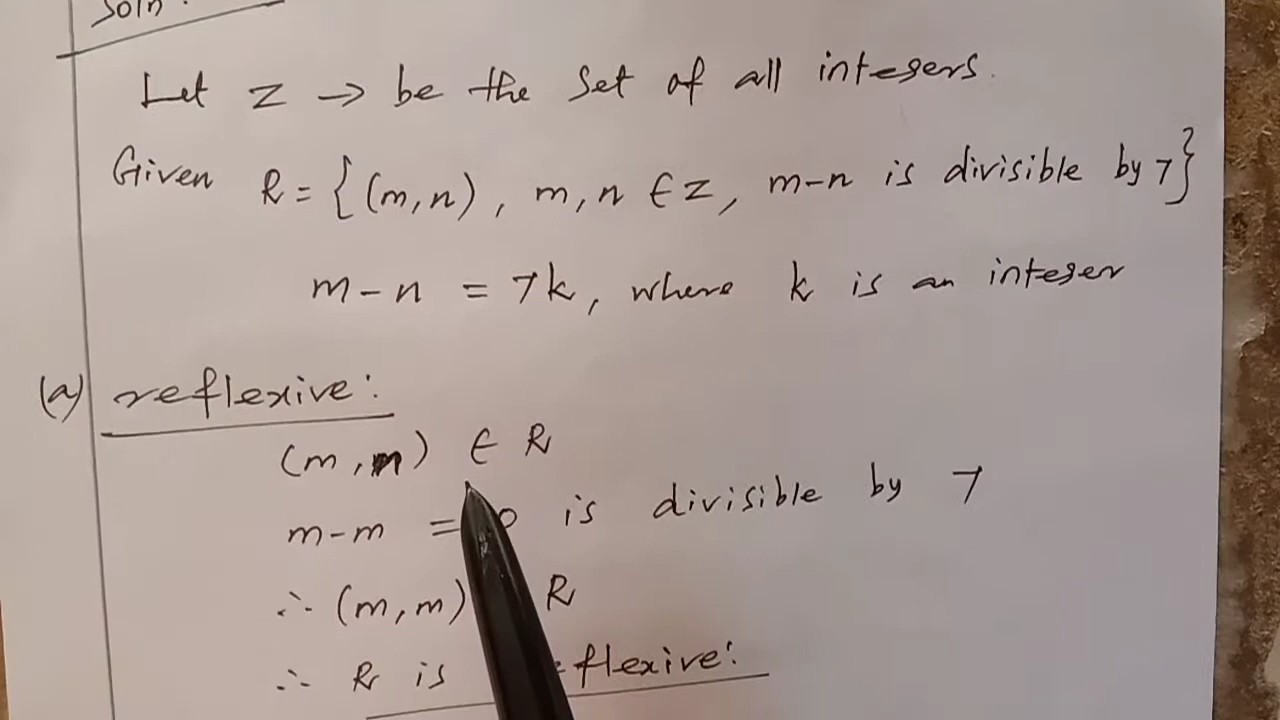 Soln:
Let Z → be the set of all integers.
Given R = {(m,n), m,n ∈ Z, m-n is divisible by 7}
m-n = 7k, where k is an integer
(a) reflexive:
(m,m) ∈ R
m-m = 0 is divisible by 7
∴ (m,m) R
∴ R is flexive: